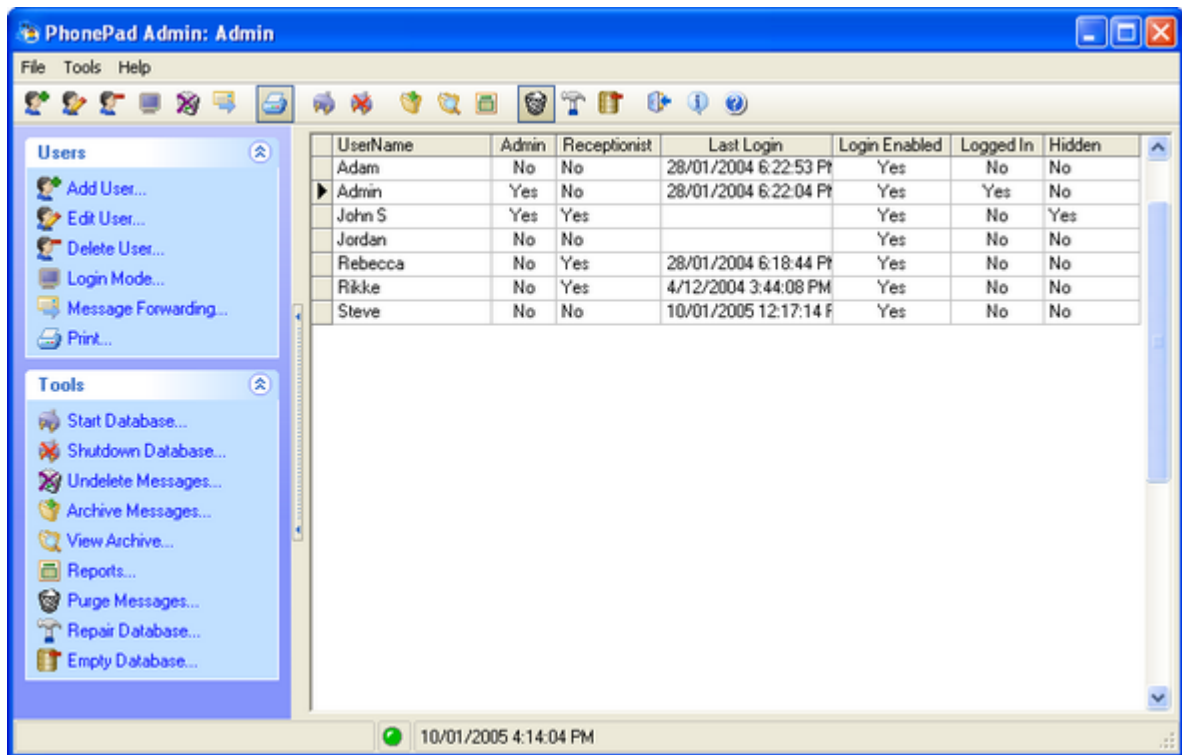 PhonePad Admin: Admin
File Tools Help
Users
Add User...
Edit User...
Delete User...
Login Mode...
Message Forwarding...
Print...
Tools
Start Database...
Shutdown Database...
Undelete Messages...
Archive Messages...
View Archive...
Reports...
Purge Messages...
Repair Database...
Empty Database...
UserName Admin Receptionist Last Login Login Enabled Logged In Hidden
Adam No No 28/01/2004 6:22:53 PM Yes No No
Admin Yes No 28/01/2004 6:22:04 PM Yes Yes No
John S Yes Yes Yes No Yes
Jordan No No Yes No No
Rebecca No Yes 28/01/2004 6:18:44 PM Yes No No
Rikke No Yes 4/12/2004 3:44:08 PM Yes No No
Steve No No 10/01/2005 12:17:14 P Yes No No
10/01/2005 4:14:04 PM